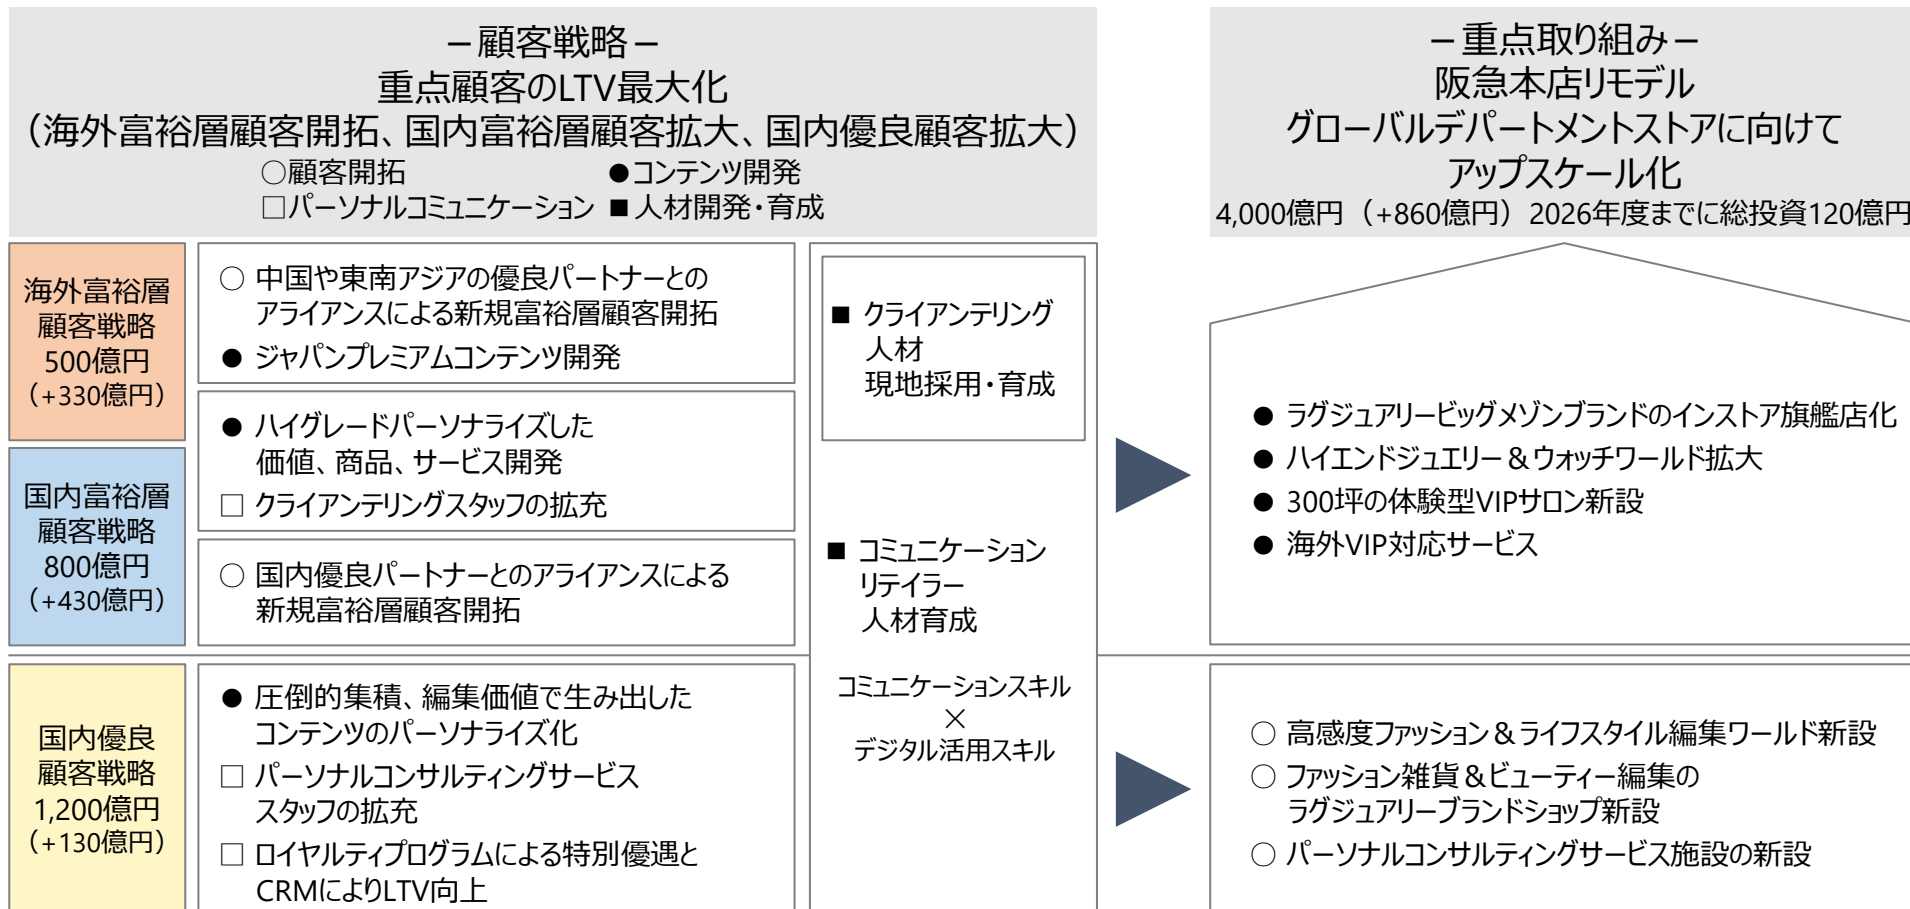 －顧客戦略－
重点顧客のLTV最大化
（海外富裕層顧客開拓、国内富裕層顧客拡大、国内優良顧客拡大）
○顧客開拓 ●コンテンツ開発
□パーソナルコミュニケーション ■人材開発・育成
－重点取り組み－
阪急本店リモデル
グローバルデパートメントストアに向けて
アップスケール化
4,000億円（+860億円）2026年度までに総投資120億円
海外富裕層
顧客戦略
500億円
（+330億円）
国内富裕層
顧客戦略
800億円
（+430億円）
国内優良
顧客戦略
1,200億円
（+130億円）
○ 中国や東南アジアの優良パートナーとの
アライアンスによる新規富裕層顧客開拓
● ジャパンプレミアムコンテンツ開発
● ハイグレードパーソナライズした
価値、商品、サービス開発
□ クライアンテリングスタッフの拡充
○ 国内優良パートナーとのアライアンスによる
新規富裕層顧客開拓
● 圧倒的集積、編集価値で生み出した
コンテンツのパーソナライズ化
□ パーソナルコンサルティングサービス
スタッフの拡充
□ ロイヤルティプログラムによる特別優遇と
CRMによりLTV向上
■ クライアンテリング
人材
現地採用・育成
■ コミュニケーション
リテイラー
人材育成
コミュニケーションスキル
×
デジタル活用スキル
● ラグジュアリービッグメゾンブランドのインストア旗艦店化
● ハイエンドジュエリー＆ウォッチワールド拡大
● 300坪の体験型VIPサロン新設
● 海外VIP対応サービス
○ 高感度ファッション＆ライフスタイル編集ワールド新設
○ ファッション雑貨＆ビューティー編集の
ラグジュアリーブランドショップ新設
○ パーソナルコンサルティングサービス施設の新設